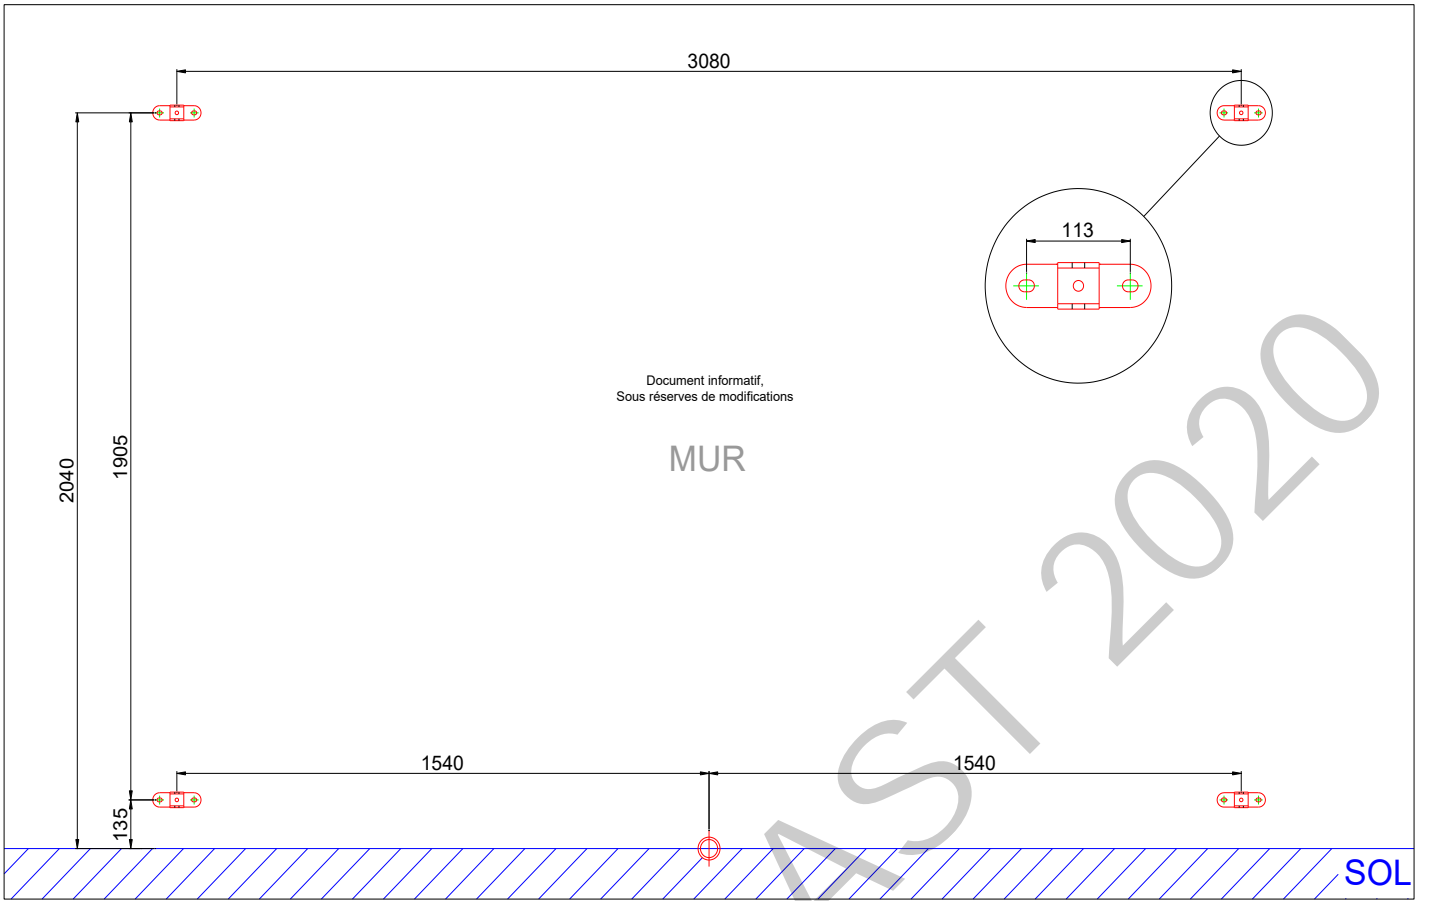 3080
113
Document informatif,
Sous réserves de modifications
MUR
2040
1905
AST 2020
1540
1540
135
SOL